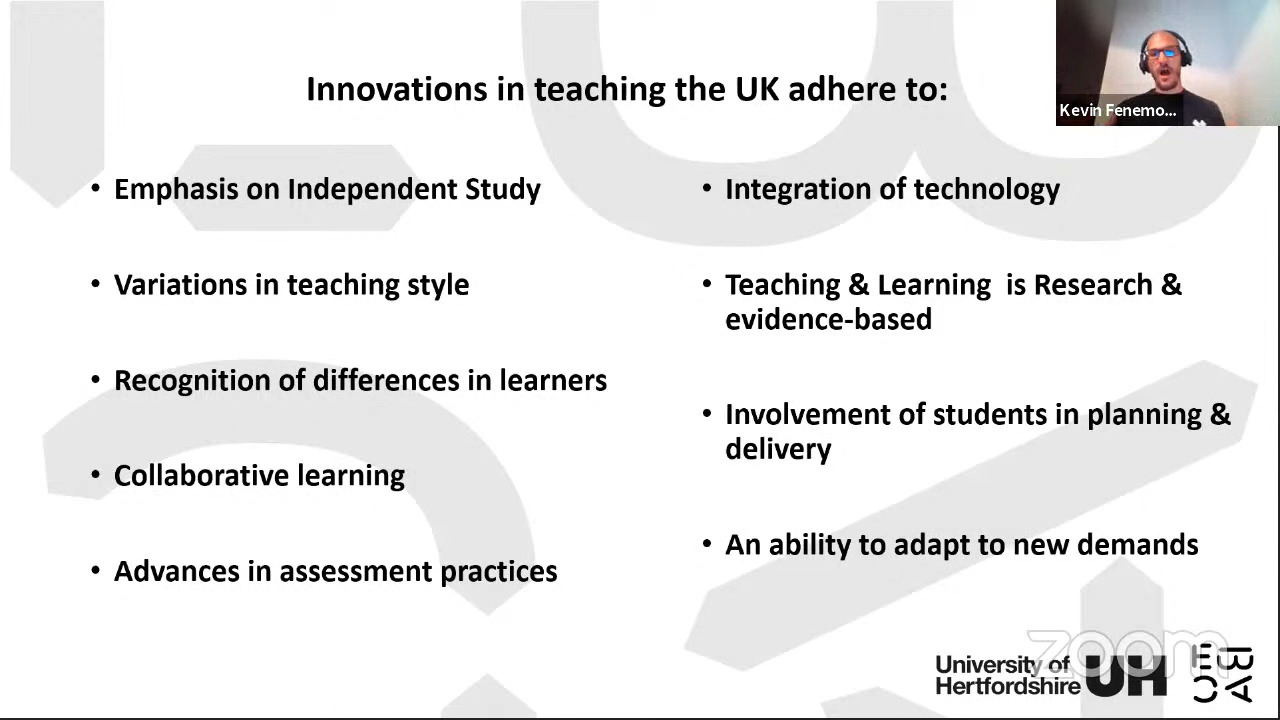 Innovations in teaching the UK adhere to:
Kevin Fenemo...
• Emphasis on Independent Study
• Variations in teaching style
• Recognition of differences in learners
• Collaborative learning
• Advances in assessment practices
• Integration of technology
• Teaching & Learning  is Research &
evidence-based
• Involvement of students in planning &
delivery
• An ability to adapt to new demands
zoom
University of
Hertfordshire
UH